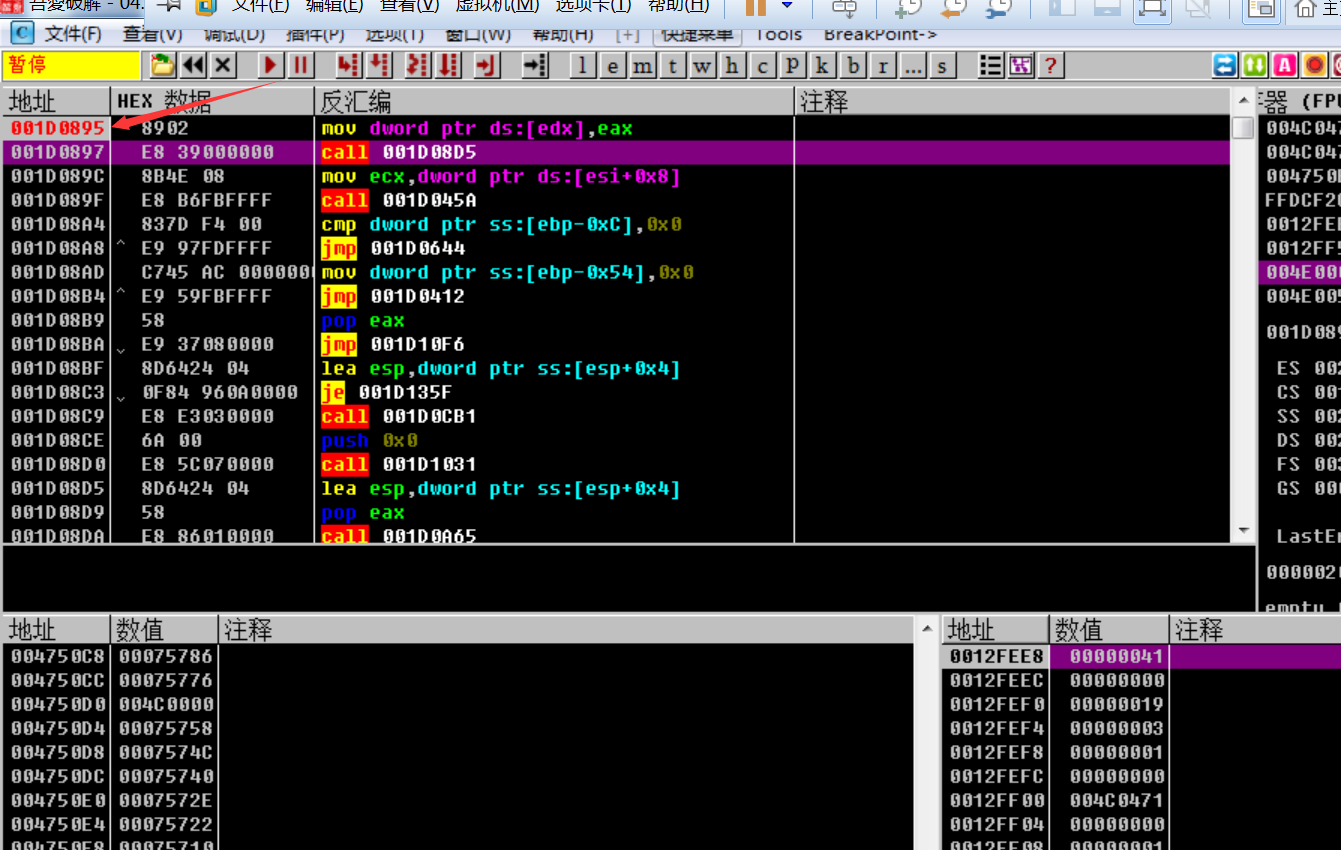 吾爱破解 - 04. 文件(F) 编辑(E) 查看(V) 虚拟机(M) 选项卡(T) 帮助(H)
C 文件(F) 查看(V) 调试(D) 插件(P) 选项(T) 窗口(W) 帮助(H) [+] 快捷菜单 Tools BreakPoint->
暂停 l e m t w h c P k b r ... s ?
地址 HEX 数据 反汇编 注释
001D0895 8902 mov dword ptr ds:[edx],eax
001D0897 E8 39000000 call 001D08D5
001D089C 8B4E 08 mov ecx,dword ptr ds:[esi+0x8]
001D089F E8 B6FBFFFF call 001D045A
001D08A4 837D F4 00 cmp dword ptr ss:[ebp-0xC],0x0
001D08A8 ^ E9 97FDFFFF jmp 001D0644
001D08AD C745 AC 000000 mov dword ptr ss:[ebp-0x54],0x0
001D08B4 ^ E9 59FBFFFF jmp 001D0412
001D08B9 58 pop eax
001D08BA E9 37080000 jmp 001D10F6
001D08BF 8D6424 04 lea esp,dword ptr ss:[esp+0x4]
001D08C3 0F84 960A0000 je 001D135F
001D08C9 E8 E3030000 call 001D0CB1
001D08CE 6A 00 push 0x0
001D08D0 E8 5C070000 call 001D1031
001D08D5 8D6424 04 lea esp,dword ptr ss:[esp+0x4]
001D08D9 58 pop eax
001D08DA E8 86010000 call 001D0A65
器 (FPU
004C047
004C047
004750
FFDCF20
0012FEE
0012FF5
004E000
004E005
001D089
ES 002
CS 001
SS 002
DS 002
FS 003
GS 000
LastEr
0000020
empty
地址 数值 注释
004750C8 00075786
004750CC 00075776
004750D0 004C0000
004750D4 00075758
004750D8 0007574C
004750DC 00075740
004750E0 0007572E
004750E4 00075722
004750E8 00075710
地址 数值 注释
0012FEE8 00000041
0012FEEC 00000000
0012FEF0 00000019
0012FEF4 00000003
0012FEF8 00000001
0012FEFC 00000000
0012FF00 004C0471
0012FF04 00000000
0012FF08 00000001